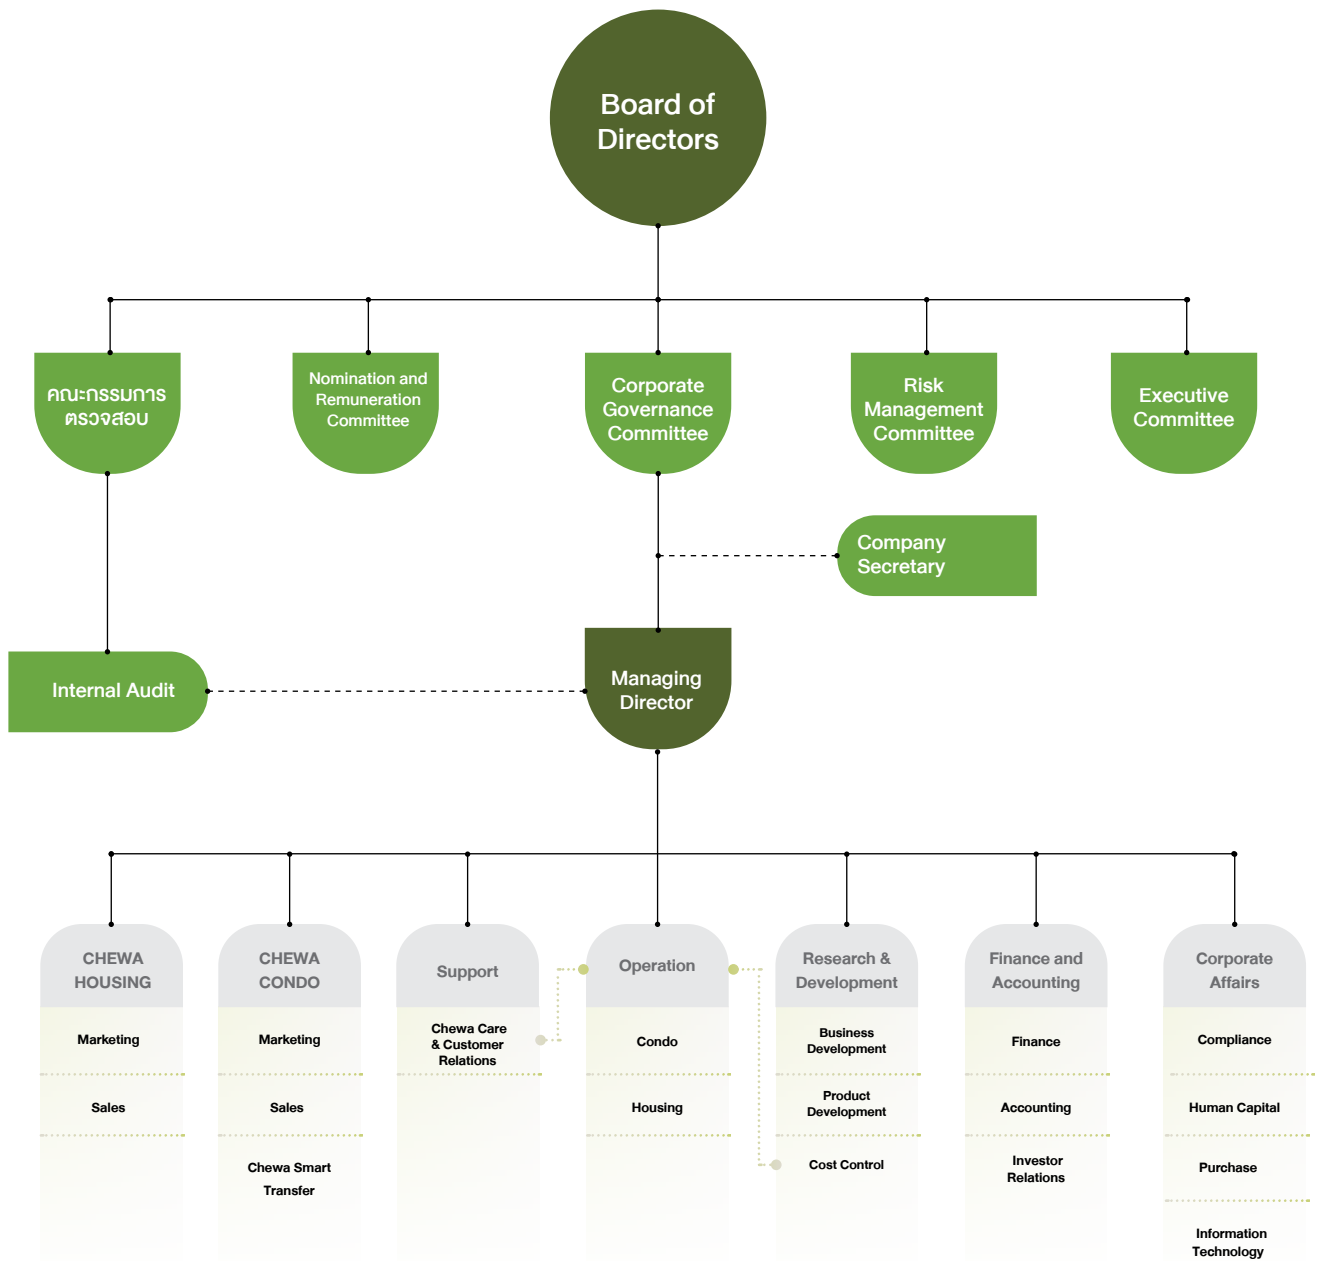 Board of
Directors
คณะกรรมการ
ตรวจสอบ
Nomination and
Remuneration
Committee
Corporate
Governance
Committee
Risk
Management
Committee
Executive
Committee
Company
Secretary
Internal Audit
Managing
Director
CHEWA
HOUSING
Marketing
Sales
CHEWA
CONDO
Marketing
Sales
Chewa Smart
Transfer
Support
Chewa Care
& Customer
Relations
Operation
Condo
Housing
Research &
Development
Business
Development
Product
Development
Cost Control
Finance and
Accounting
Finance
Accounting
Investor
Relations
Corporate
Affairs
Compliance
Human Capital
Purchase
Information
Technology